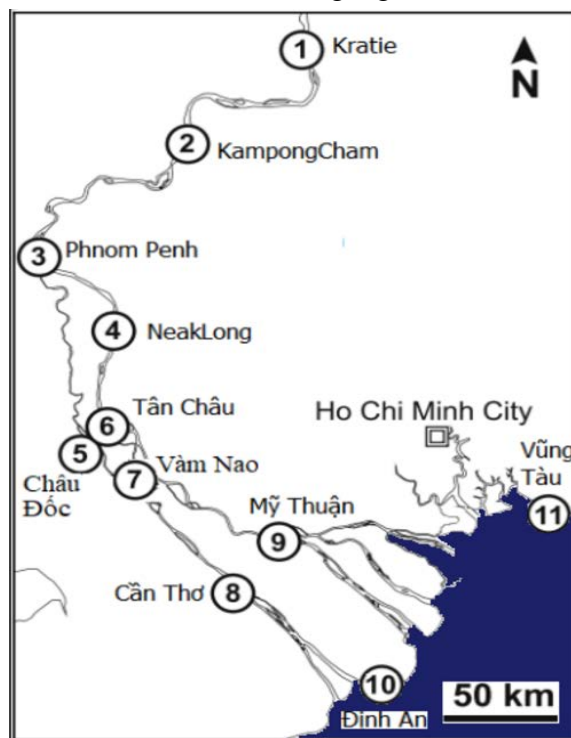 1
Kratie
N
2
KampongCham
3
Phnom Penh
4
NeakLong
Tân Châu
6
Ho Chi Minh City
5
Châu
Đốc
7
Vàm Nao
Vũng
Tàu
11
Mỹ Thuận
9
Cần Thơ
8
10
Đinh An
50 km